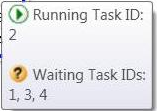 Running Task ID:
2
Waiting Task IDs:
1, 3, 4